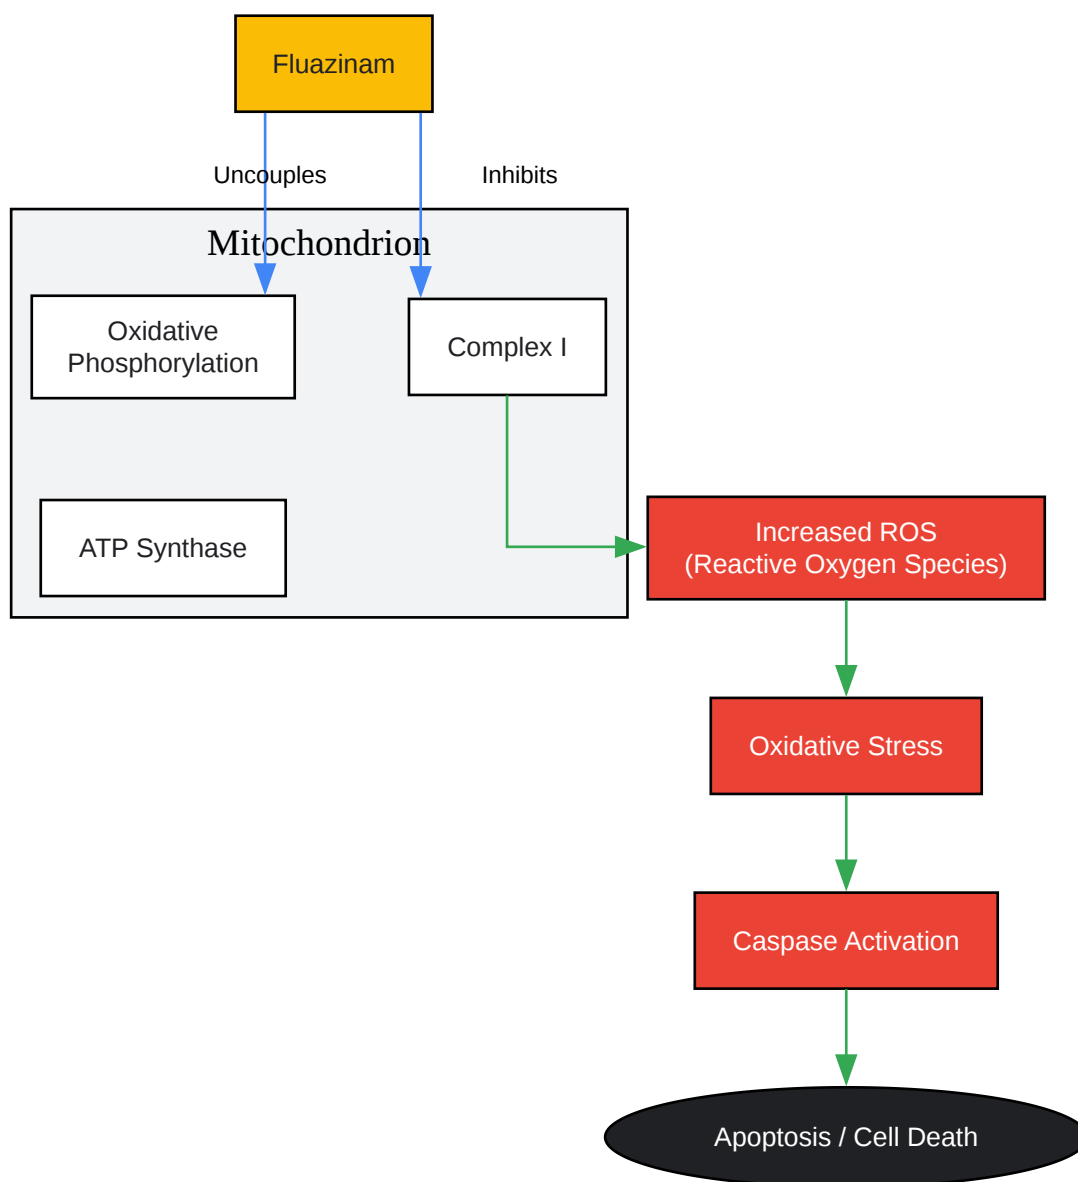 Fluazinam
Uncouples
Inhibits
Mitochondrion
Oxidative
Phosphorylation
Complex I
ATP Synthase
Increased ROS
(Reactive Oxygen Species)
Oxidative Stress
Caspase Activation
Apoptosis / Cell Death